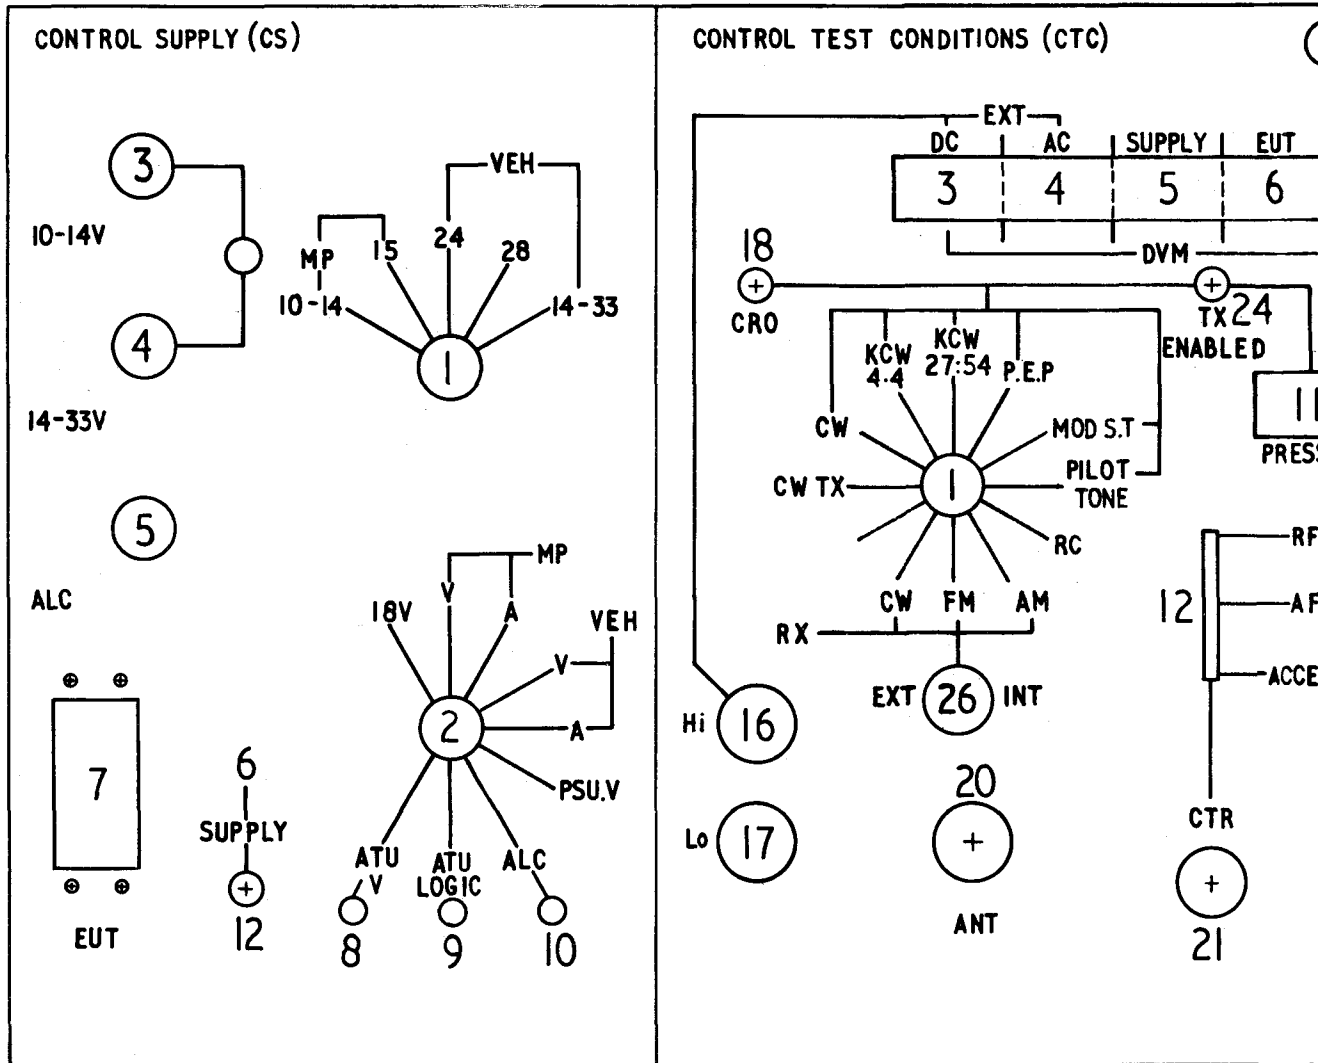 CONTROL SUPPLY (CS)
3
10-14V
4
14-33V
5
ALC
7
EUT
6
SUPPLY
12
VEH
24
MP
15
28
10-14
14-33
1
MP
V
18V
A
VEH
V
2
A
PSU.V
ATU
V
ATU
LOGIC
ALC
8
9
10
CONTROL TEST CONDITIONS (CTC)
EXT
DC
AC
SUPPLY
EUT
3
4
5
6
DVM
18
CRO
TX 24
ENABLED
KCW
4.4
KCW
27:54
P.E.P
11
CW
MOD S.T
PRESS
CW TX
1
PILOT
TONE
RC
CW
FM
AM
RX
12
RF
AF
ACCE
EXT
26
INT
Hi
16
20
Lo
17
CTR
ANT
21